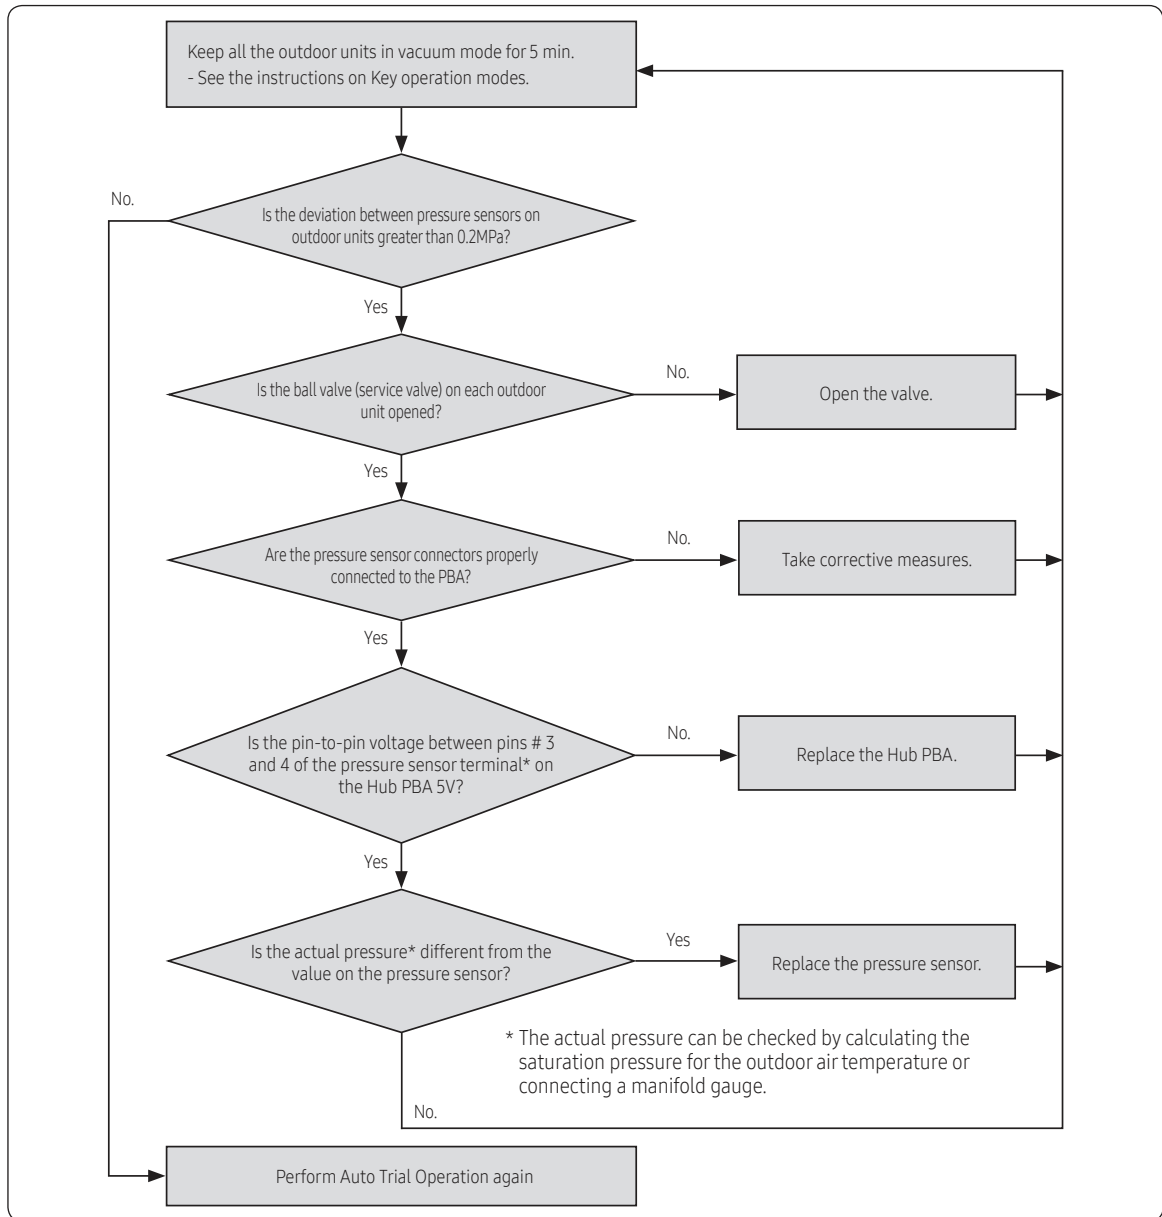 Keep all the outdoor units in vacuum mode for 5 min.
- See the instructions on Key operation modes.
No.
Is the deviation between pressure sensors on
outdoor units greater than 0.2MPa?
Yes
Is the ball valve (service valve) on each outdoor
unit opened?
No.
Open the valve.
Yes
Are the pressure sensor connectors properly
connected to the PBA?
No.
Take corrective measures.
Yes
Is the pin-to-pin voltage between pins # 3
and 4 of the pressure sensor terminal* on
the Hub PBA 5V?
No.
Replace the Hub PBA.
Yes
Is the actual pressure* different from the
value on the pressure sensor?
Yes
Replace the pressure sensor.
* The actual pressure can be checked by calculating the
saturation pressure for the outdoor air temperature or
connecting a manifold gauge.
No.
Perform Auto Trial Operation again